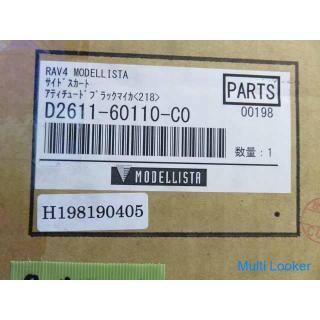 RAV4 MODELLISTA
サイドスカート
アティチュードブラックマイカ<218>
D2611-60110-C0
PARTS
00198
数量:1
MODELLISTA
H198190405
Multi Looker